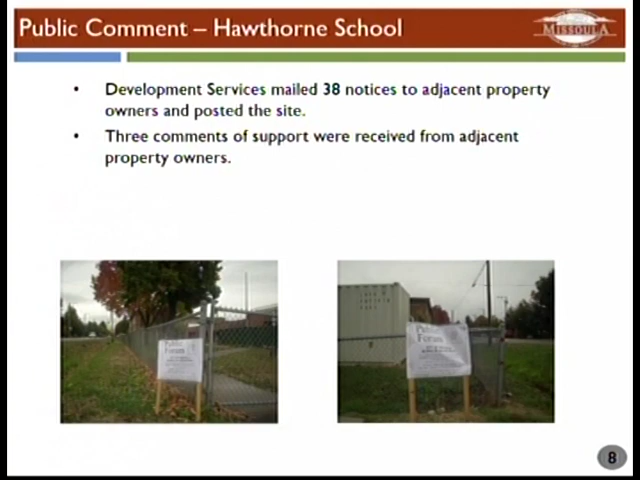 Public Comment – Hawthorne School
MISSOULA
• Development Services mailed 38 notices to adjacent property
owners and posted the site.
• Three comments of support were received from adjacent
property owners.
Public
Forum
Public
Forum
8